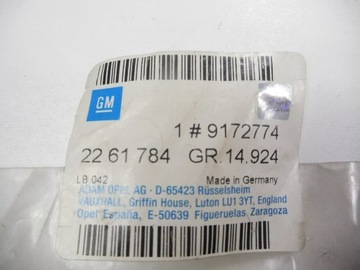 GM
1 # 9172774
22 61 784 GR.14.924
LB 042 Made in Germany
ADAM OPEL AG · D-65423 Rüsselsheim
VAUXHALL, Griffin House, Luton LU1 3YT, England
Opel España, E-50639 Figueruelas, Zaragoza